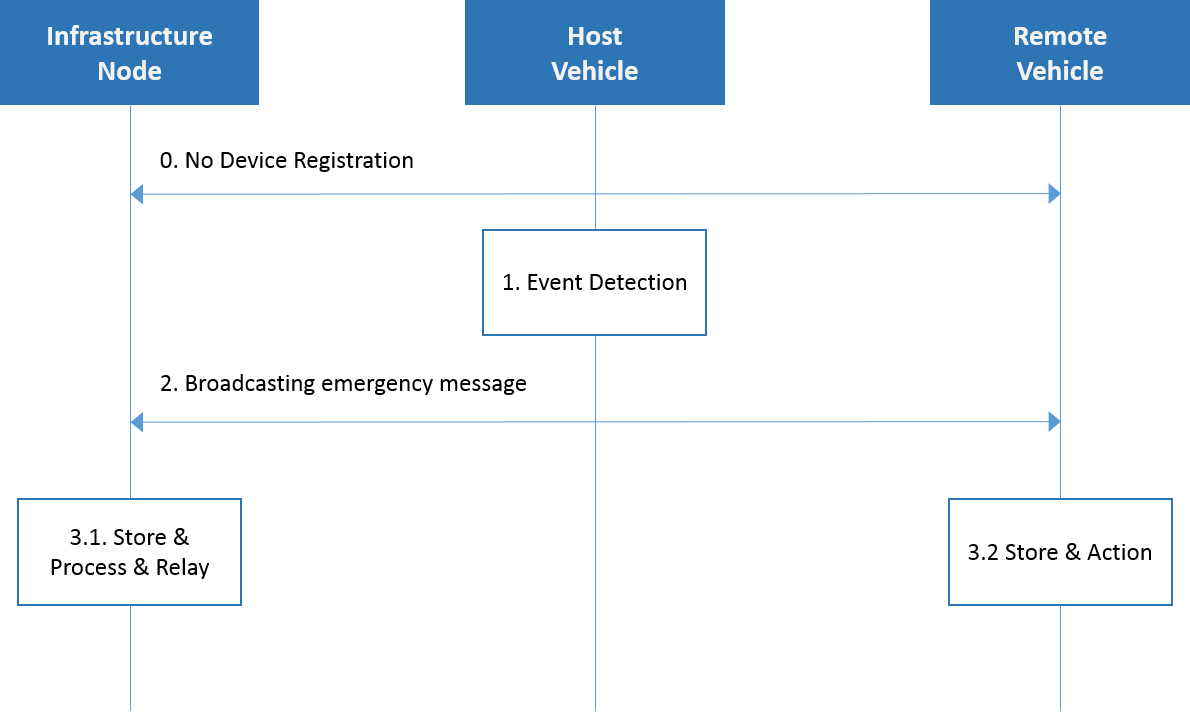 Infrastructure
Node
Host
Vehicle
Remote
Vehicle
0. No Device Registration
1. Event Detection
2. Broadcasting emergency message
3.1. Store &
Process & Relay
3.2 Store & Action